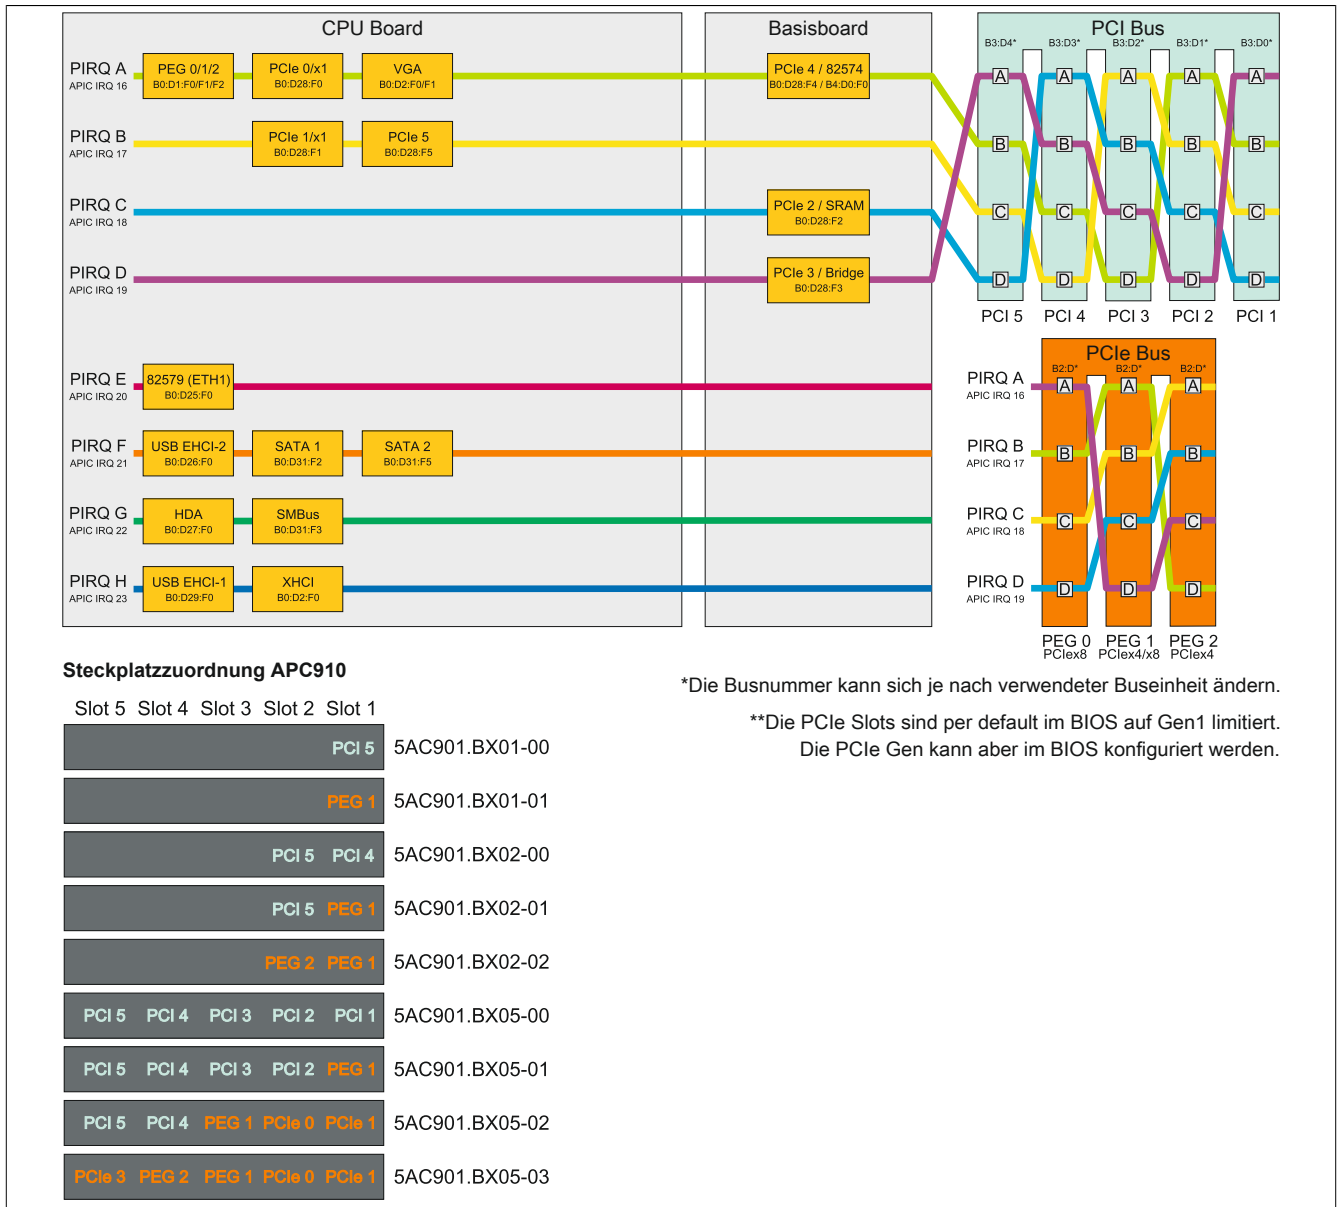 CPU Board
Basisboard
PCI Bus
B3:D4* B3:D3* B3:D2* B3:D1* B3:D0*
PIRQ A
APIC IRQ 16
PEG 0/1/2
B0:D1:F0/F1/F2
PCIe 0/x1
B0:D28:F0
VGA
B0:D2:F0/F1
PCIe 4 / 82574
B0:D28:F4 / B4:D0:F0
A A A A A
PIRQ B
APIC IRQ 17
PCIe 1/x1
B0:D28:F1
PCIe 5
B0:D28:F5
B B B B B
PIRQ C
APIC IRQ 18
PCIe 2 / SRAM
B0:D28:F2
C C C C C
PIRQ D
APIC IRQ 19
PCIe 3 / Bridge
B0:D28:F3
D D D D D
PCI 5 PCI 4 PCI 3 PCI 2 PCI 1
PIRQ E
APIC IRQ 20
82579 (ETH1)
B0:D25:F0
PIRQ F
APIC IRQ 21
USB EHCI-2
B0:D26:F0
SATA 1
B0:D31:F2
SATA 2
B0:D31:F5
PIRQ G
APIC IRQ 22
HDA
B0:D27:F0
SMBus
B0:D31:F3
PIRQ H
APIC IRQ 23
USB EHCI-1
B0:D29:F0
XHCI
B0:D2:F0
PCIe Bus
B2:D* B2:D* B2:D*
PIRQ A
APIC IRQ 16
A A A
PIRQ B
APIC IRQ 17
B B B
PIRQ C
APIC IRQ 18
C C C
PIRQ D
APIC IRQ 19
D D D
PEG 0 PEG 1 PEG 2
PCIex8 PCIex4/x8 PCIex4
*Die Busnummer kann sich je nach verwendeter Buseinheit ändern.
**Die PCIe Slots sind per default im BIOS auf Gen1 limitiert.
Die PCIe Gen kann aber im BIOS konfiguriert werden.
Steckplatzzuordnung APC910
Slot 5 Slot 4 Slot 3 Slot 2 Slot 1
PCI 5 5AC901.BX01-00
PEG 1 5AC901.BX01-01
PCI 5 PCI 4 5AC901.BX02-00
PCI 5 PEG 1 5AC901.BX02-01
PEG 2 PEG 1 5AC901.BX02-02
PCI 5 PCI 4 PCI 3 PCI 2 PCI 1 5AC901.BX05-00
PCI 5 PCI 4 PCI 3 PCI 2 PEG 1 5AC901.BX05-01
PCI 5 PCI 4 PEG 1 PCIe 0 PCIe 1 5AC901.BX05-02
PCIe 3 PEG 2 PEG 1 PCIe 0 PCIe 1 5AC901.BX05-03